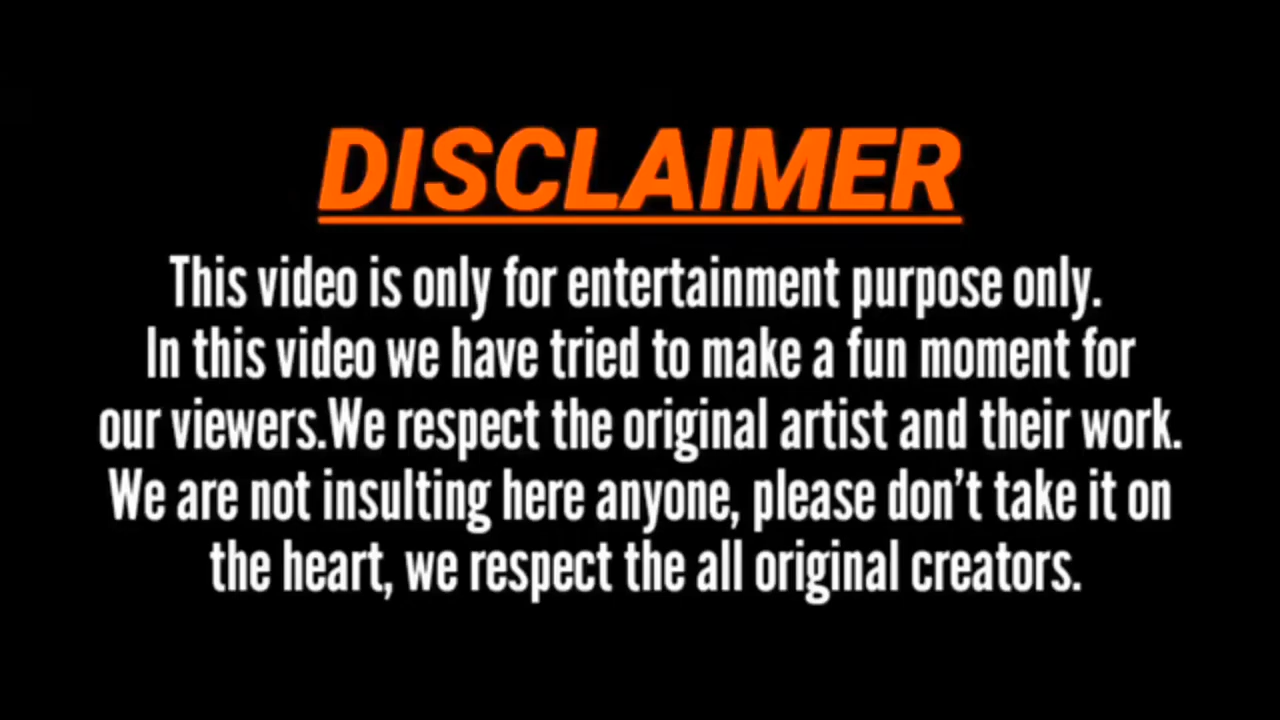 DISCLAIMER
This video is only for entertainment purpose only.
In this video we have tried to make a fun moment for
our viewers.We respect the original artist and their work.
We are not insulting here anyone, please don’t take it on
the heart, we respect the all original creators.